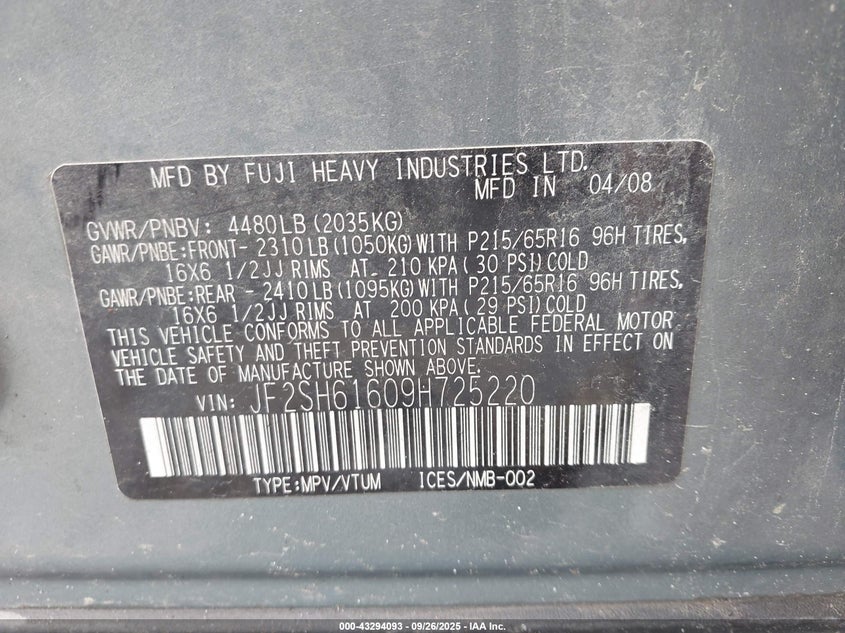 MFD BY FUJI HEAVY INDUSTRIES LTD.
MFD IN 04/08
GVWR/PNBV: 4480LB (2035KG)
GAWR/PNBE:FRONT- 2310LB(1050KG)WITH P215/65R16 96H TIRES,
16X6 1/2JJ RIMS AT 210 KPA( 30 PSI)COLD
GAWR/PNBE:REAR - 2410LB(1095KG)WITH P215/65R16 96H TIRES,
16X6 1/2JJ RIMS AT 200 KPA( 29 PSI)COLD
THIS VEHICLE CONFORMS TO ALL APPLICABLE FEDERAL MOTOR
VEHICLE SAFETY AND THEFT PREVENTION STANDARDS IN EFFECT ON
THE DATE OF MANUFACTURE SHOWN ABOVE.
VIN: JF2SH61609H725220
TYPE:MPV/VTUM ICES/NMB-002
000-43294093 - 09/26/2025 - IAA Inc.